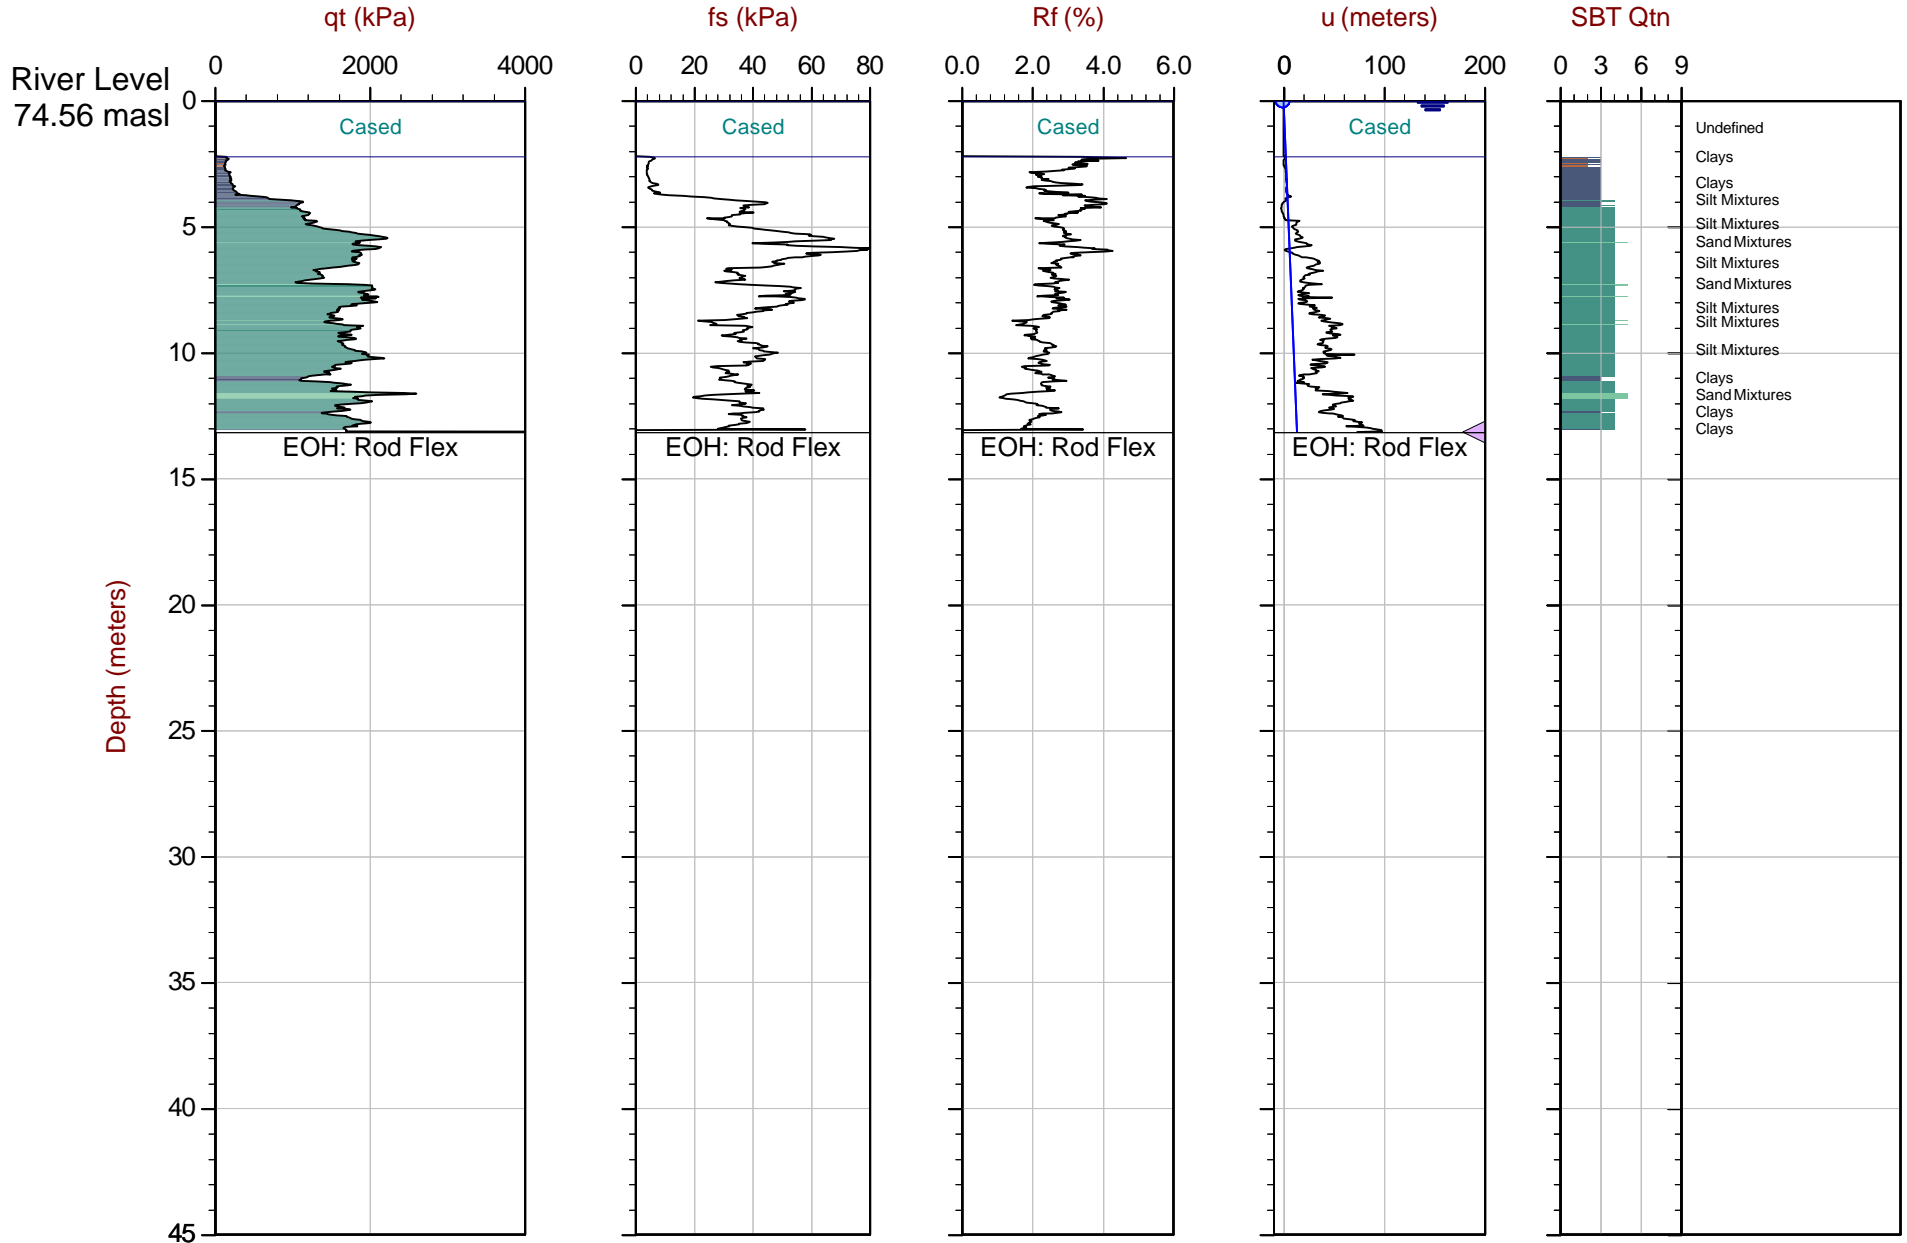 qt (kPa) fs (kPa) Rf (%) u (meters) SBT Qtn
0 2000 4000 0 20 40 60 80 0.0 2.0 4.0 6.0 0 100 200 0 3 6 9
River Level
74.56 masl
0
Cased Cased Cased Cased Undefined
Clays
Clays
Silt Mixtures
5 Silt Mixtures
Sand Mixtures
Silt Mixtures
Sand Mixtures
Silt Mixtures
Silt Mixtures
10 Silt Mixtures
Clays
Sand Mixtures
Clays
Clays
EOH: Rod Flex EOH: Rod Flex EOH: Rod Flex EOH: Rod Flex
15
20
Depth (meters)
25
30
35
40
45